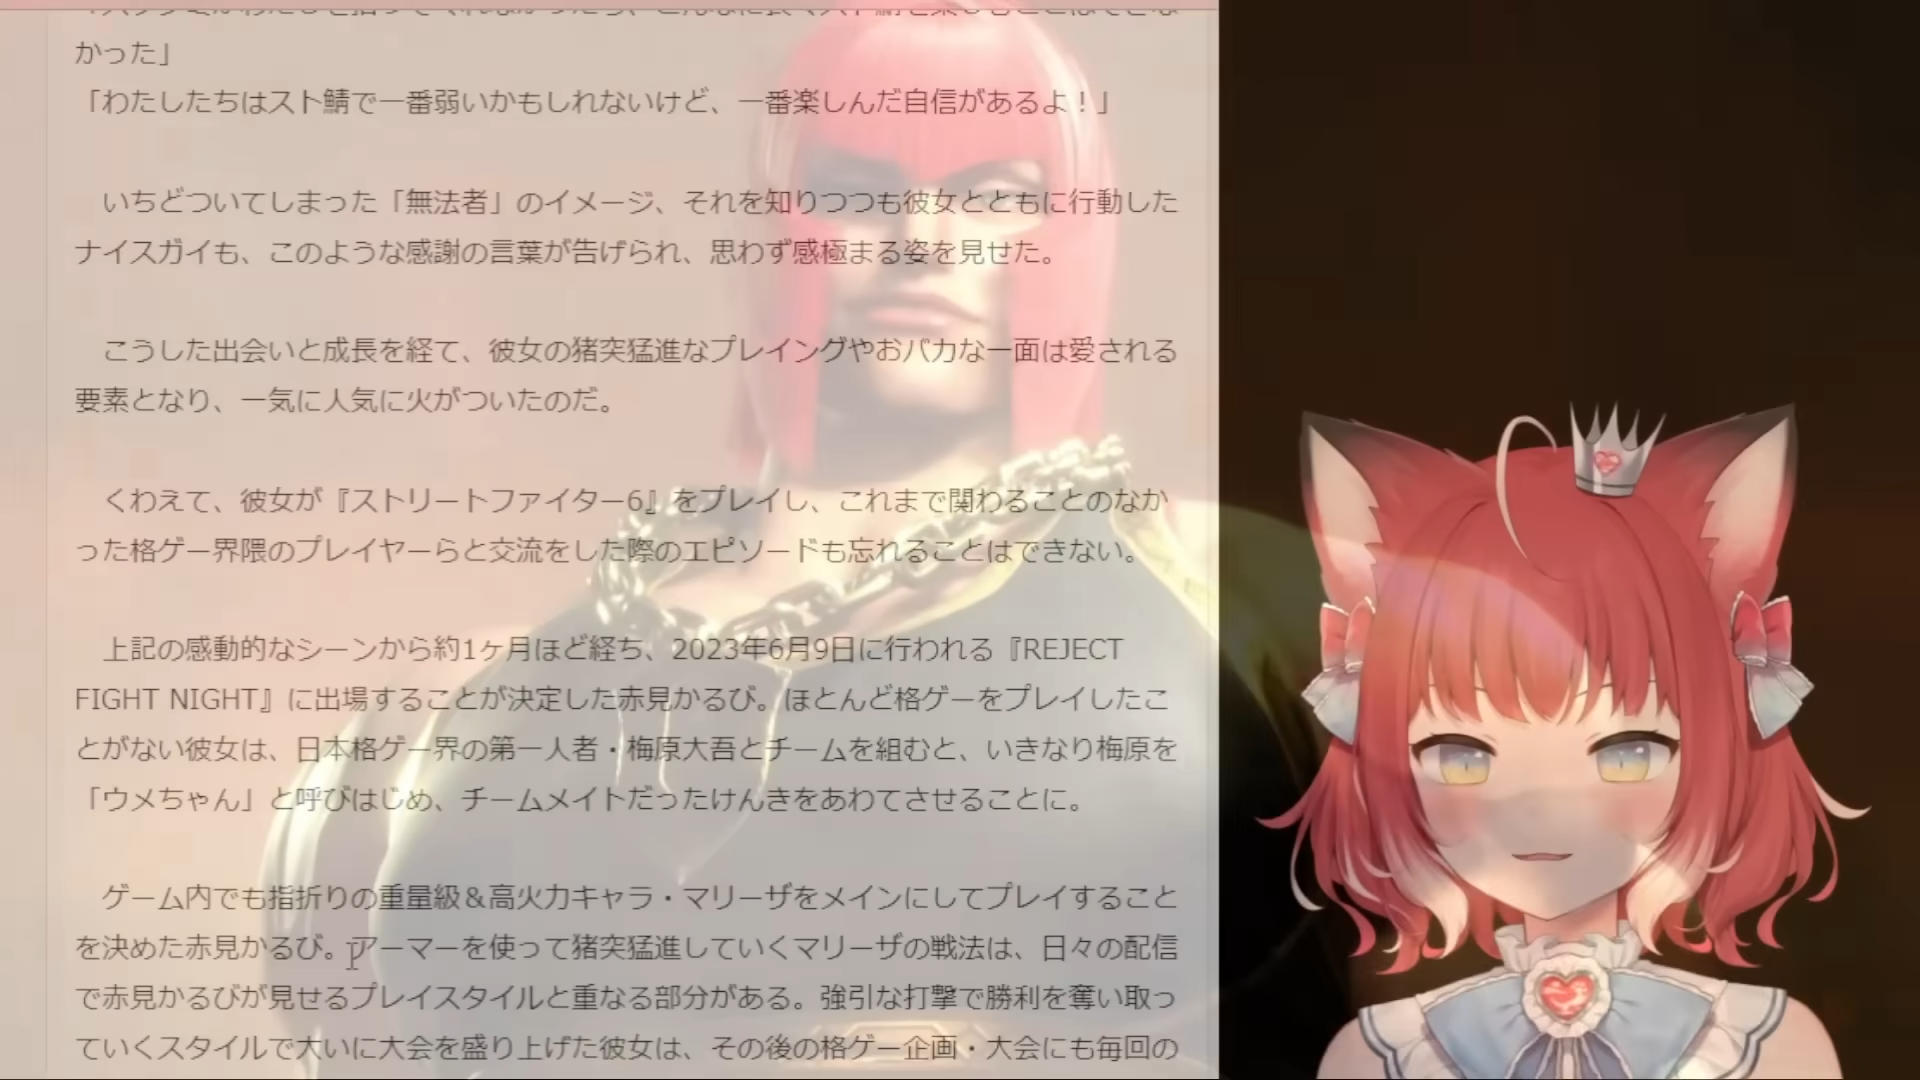 かった」
「わたしたちはスト鯖で一番弱いかもしれないけど、一番楽しんだ自信があるよ！」
いちどついてしまった「無法者」のイメージ、それを知りつつも彼女とともに行動した
ナイスガイも、このような感謝の言葉が告げられ、思わず感極まる姿を見せた。
こうした出会いと成長を経て、彼女の猪突猛進なプレイングやおバカな一面は愛される
要素となり、一気に人気に火がついたのだ。
くわえて、彼女が『ストリートファイター6』をプレイし、これまで関わることのなか
った格ゲー界隈のプレイヤーらと交流をした際のエピソードも忘れることはできない。
上記の感動的なシーンから約1ヶ月ほど経ち、2023年6月9日に行われる『REJECT
FIGHT NIGHT』に出場することが決定した赤見かるび。ほとんど格ゲーをプレイしたこ
とがない彼女は、日本格ゲー界の第一人者・梅原大吾とチームを組むと、いきなり梅原を
「ウメちゃん」と呼びはじめ、チームメイトだったけんきをあわてさせることに。
ゲーム内でも指折りの重量級＆高火力キャラ・マリーザをメインにしてプレイすること
を決めた赤見かるび。アーマーを使って猪突猛進していくマリーザの戦法は、日々の配信
で赤見かるびが見せるプレイスタイルと重なる部分がある。強引な打撃で勝利を奪い取っ
ていくスタイルで大いに大会を盛り上げた彼女は、その後の格ゲー企画・大会にも毎回の